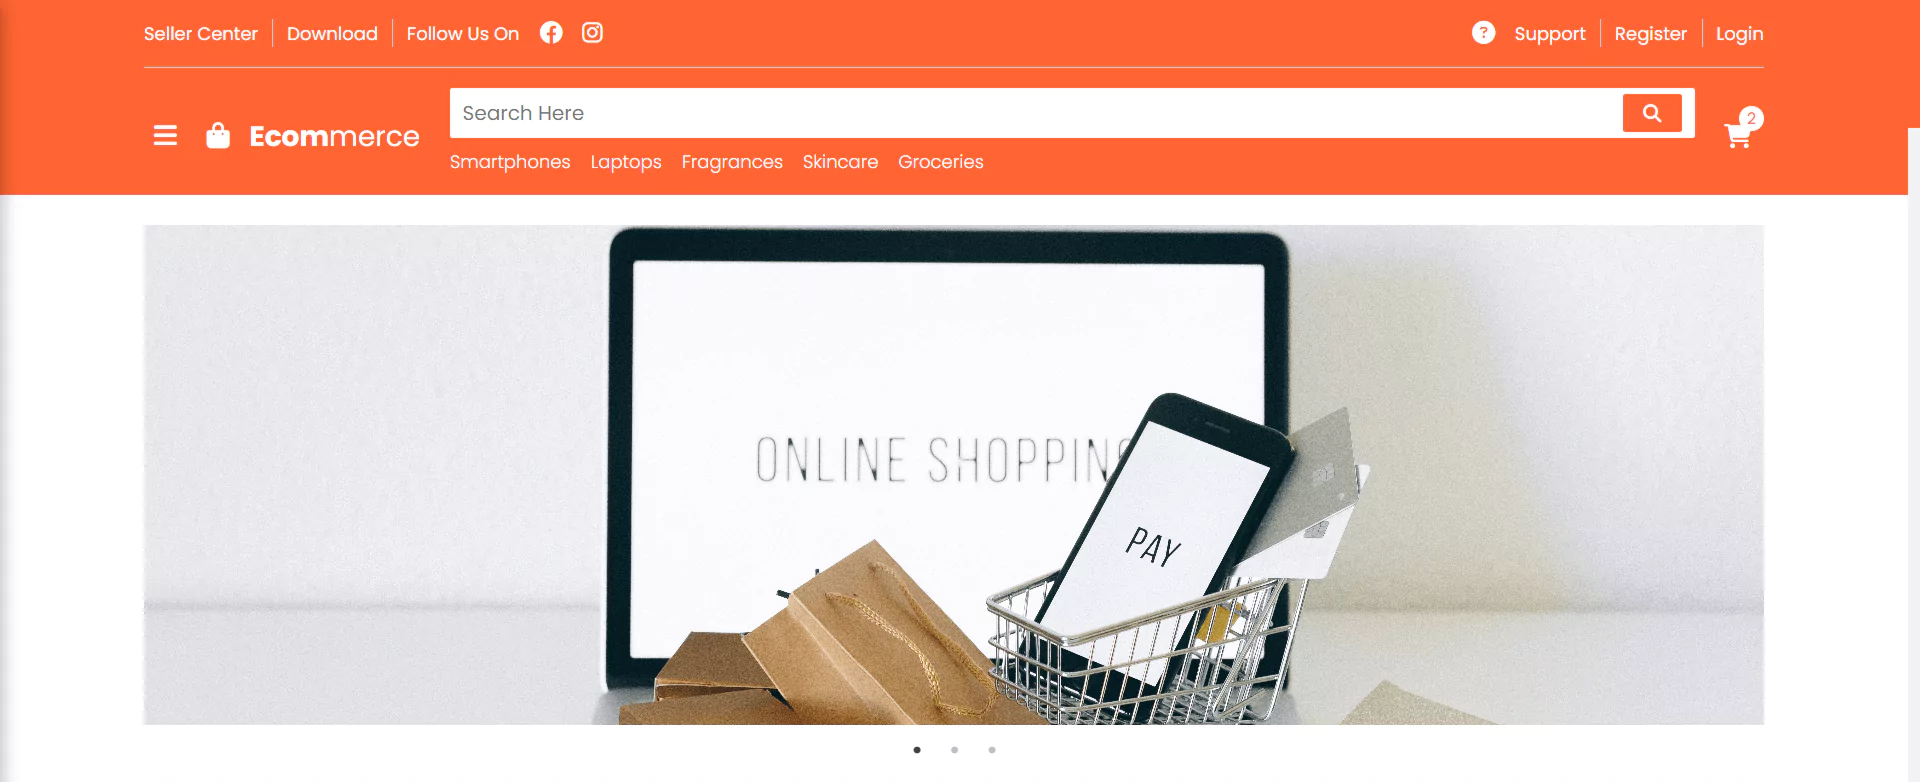 Seller Center Download Follow Us On ? Support Register Login
Search Here
Ecommerce 2
Smartphones Laptops Fragrances Skincare Groceries
ONLINE SHOPPING
PAY